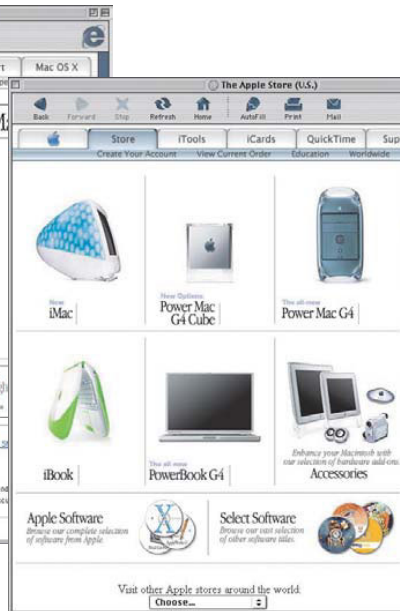 Mac OS X
The Apple Store (U.S.)
Back Forward Stop Refresh Home AutoFill Print Mail
Store iTools iCards QuickTime Sup
Create Your Account View Current Order Education Worldwide
New
iMac
New Options
Power Mac
G4 Cube
The all-new
Power Mac G4
iBook
The all new
PowerBook G4
Enhance your Macintosh with
our selection of hardware add-ons.
Accessories
Apple Software
Browse our complete selection
of software from Apple.
Select Software
Browse our vast selection
of other software titles.
Visit other Apple stores around the world:
Choose...